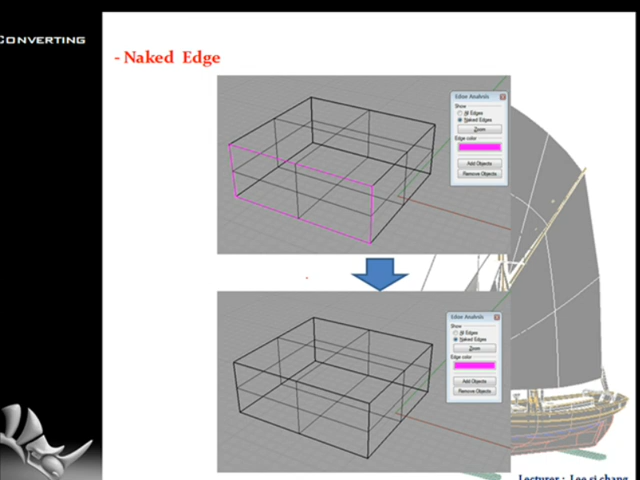 CONVERTING
- Naked Edge
Edge Analysis
Show
All Edges
Naked Edges
Zoom
Edge color
Add Objects
Remove Objects
Edge Analysis
Show
All Edges
Naked Edges
Zoom
Edge color
Add Objects
Remove Objects
Lecturer : Lee si chang